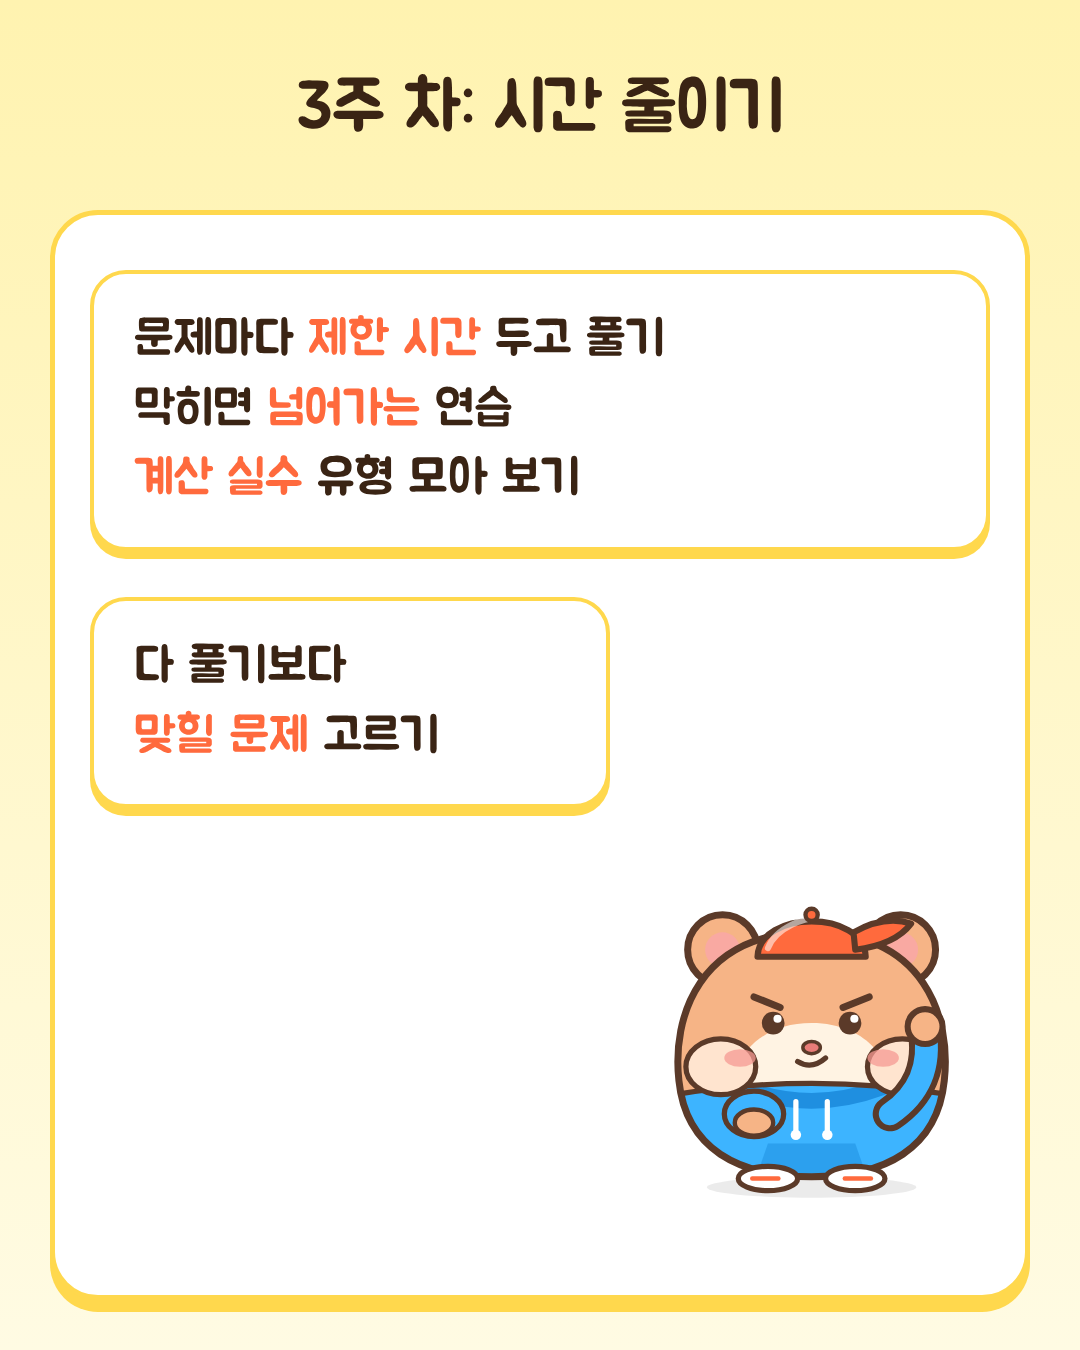 3주 차: 시간 줄이기
문제마다 제한 시간 두고 풀기
막히면 넘어가는 연습
계산 실수 유형 모아 보기
다 풀기보다
맞힐 문제 고르기